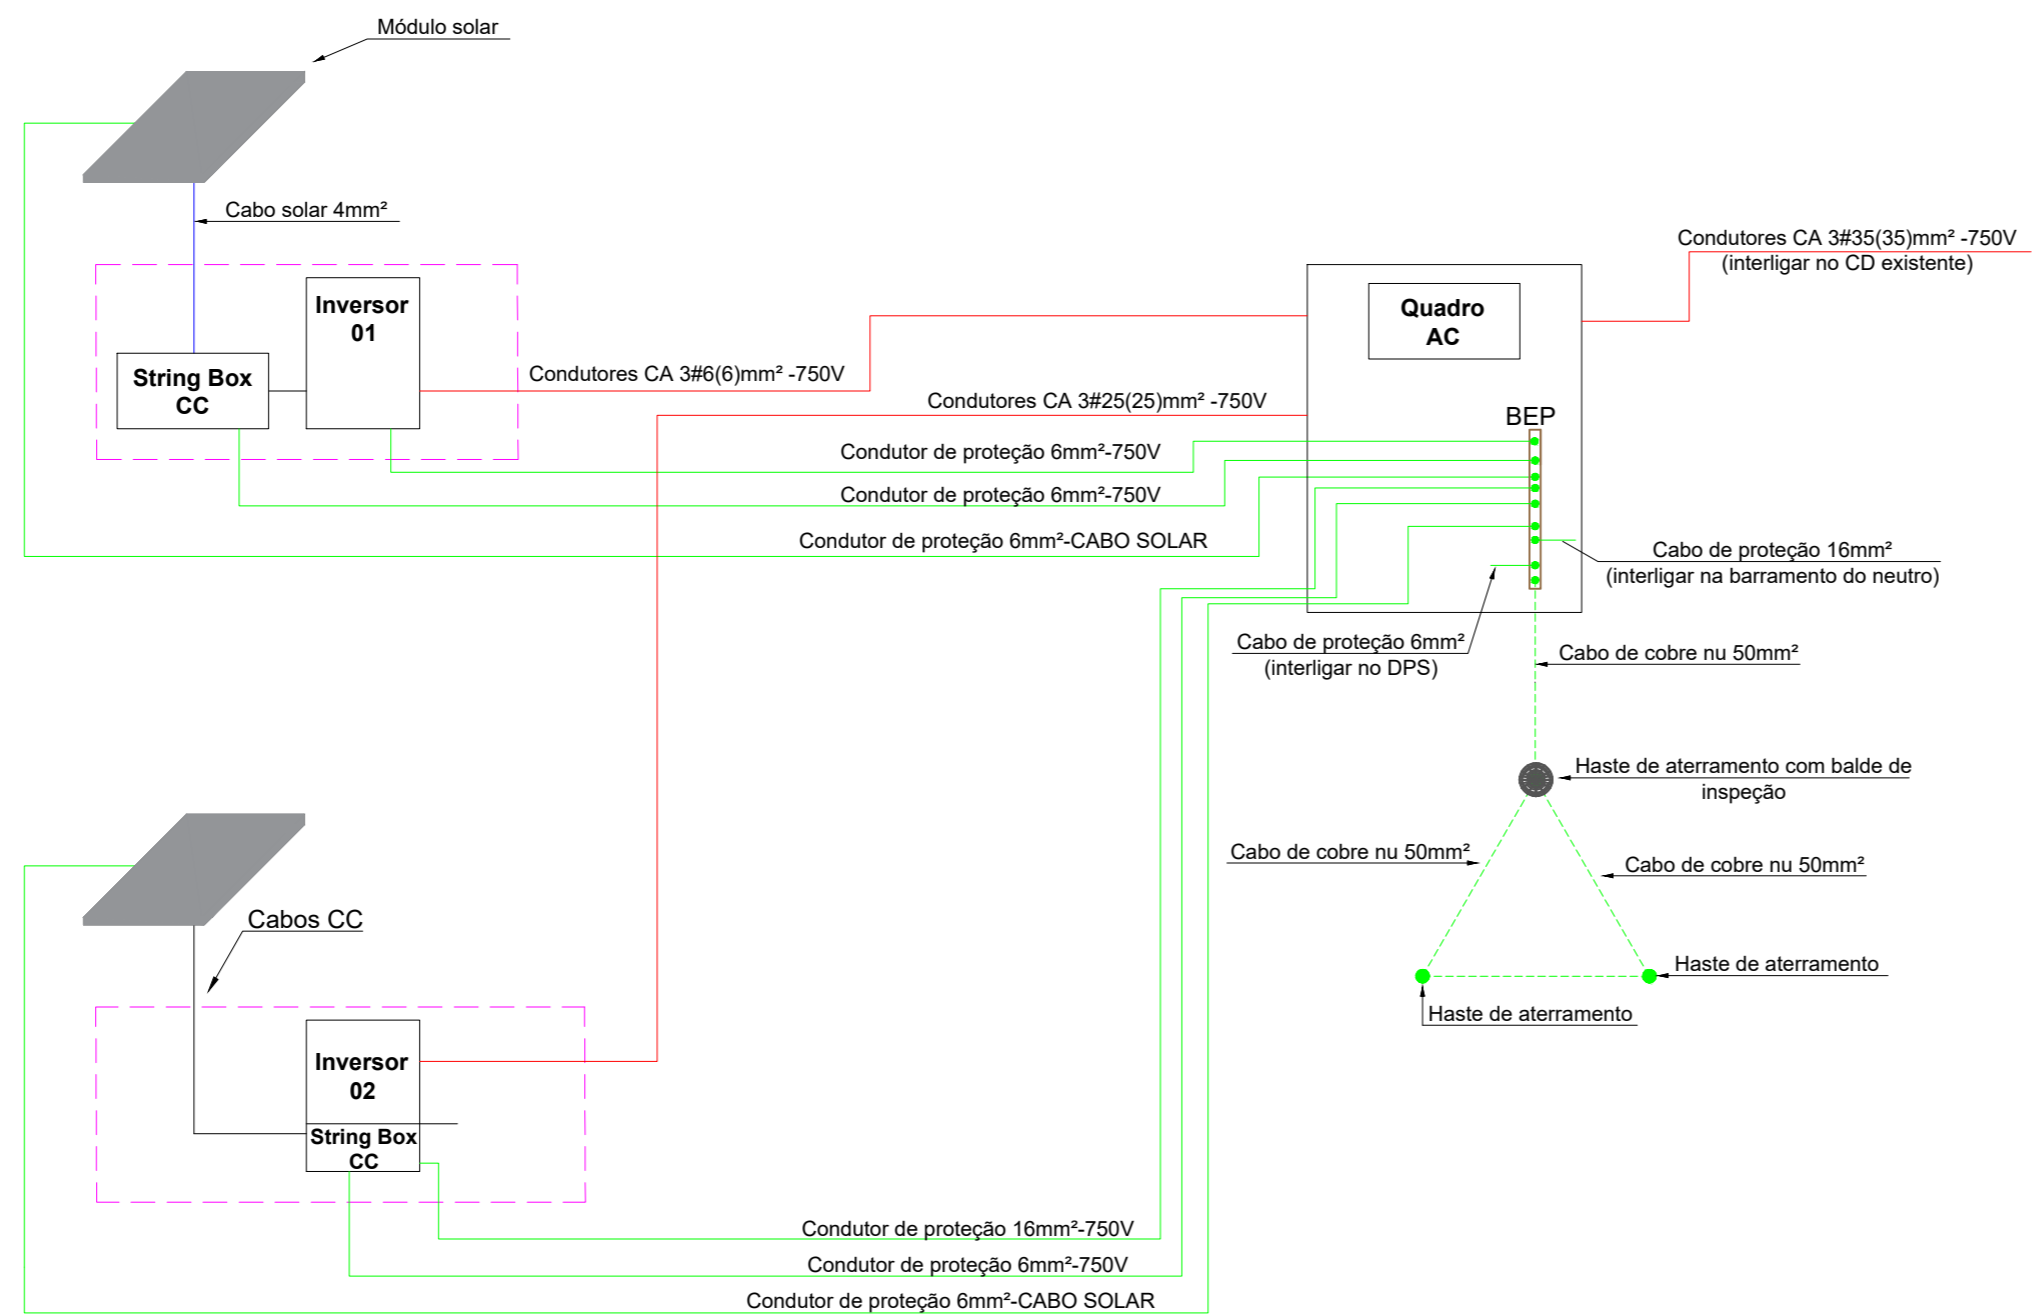 Módulo solar
Cabo solar 4mm²
Inversor
01
String Box
CC
Condutores CA 3#6(6)mm² -750V
Condutores CA 3#25(25)mm² -750V
Condutores CA 3#35(35)mm² -750V
(interligar no CD existente)
Quadro
AC
BEP
Condutor de proteção 6mm²-750V
Condutor de proteção 6mm²-750V
Condutor de proteção 6mm²-CABO SOLAR
Cabo de proteção 16mm²
(interligar na barramento do neutro)
Cabo de proteção 6mm²
(interligar no DPS)
Cabo de cobre nu 50mm²
Haste de aterramento com balde de
inspeção
Cabo de cobre nu 50mm²
Cabo de cobre nu 50mm²
Haste de aterramento
Haste de aterramento
Cabos CC
Inversor
02
String Box
CC
Condutor de proteção 16mm²-750V
Condutor de proteção 6mm²-750V
Condutor de proteção 6mm²-CABO SOLAR